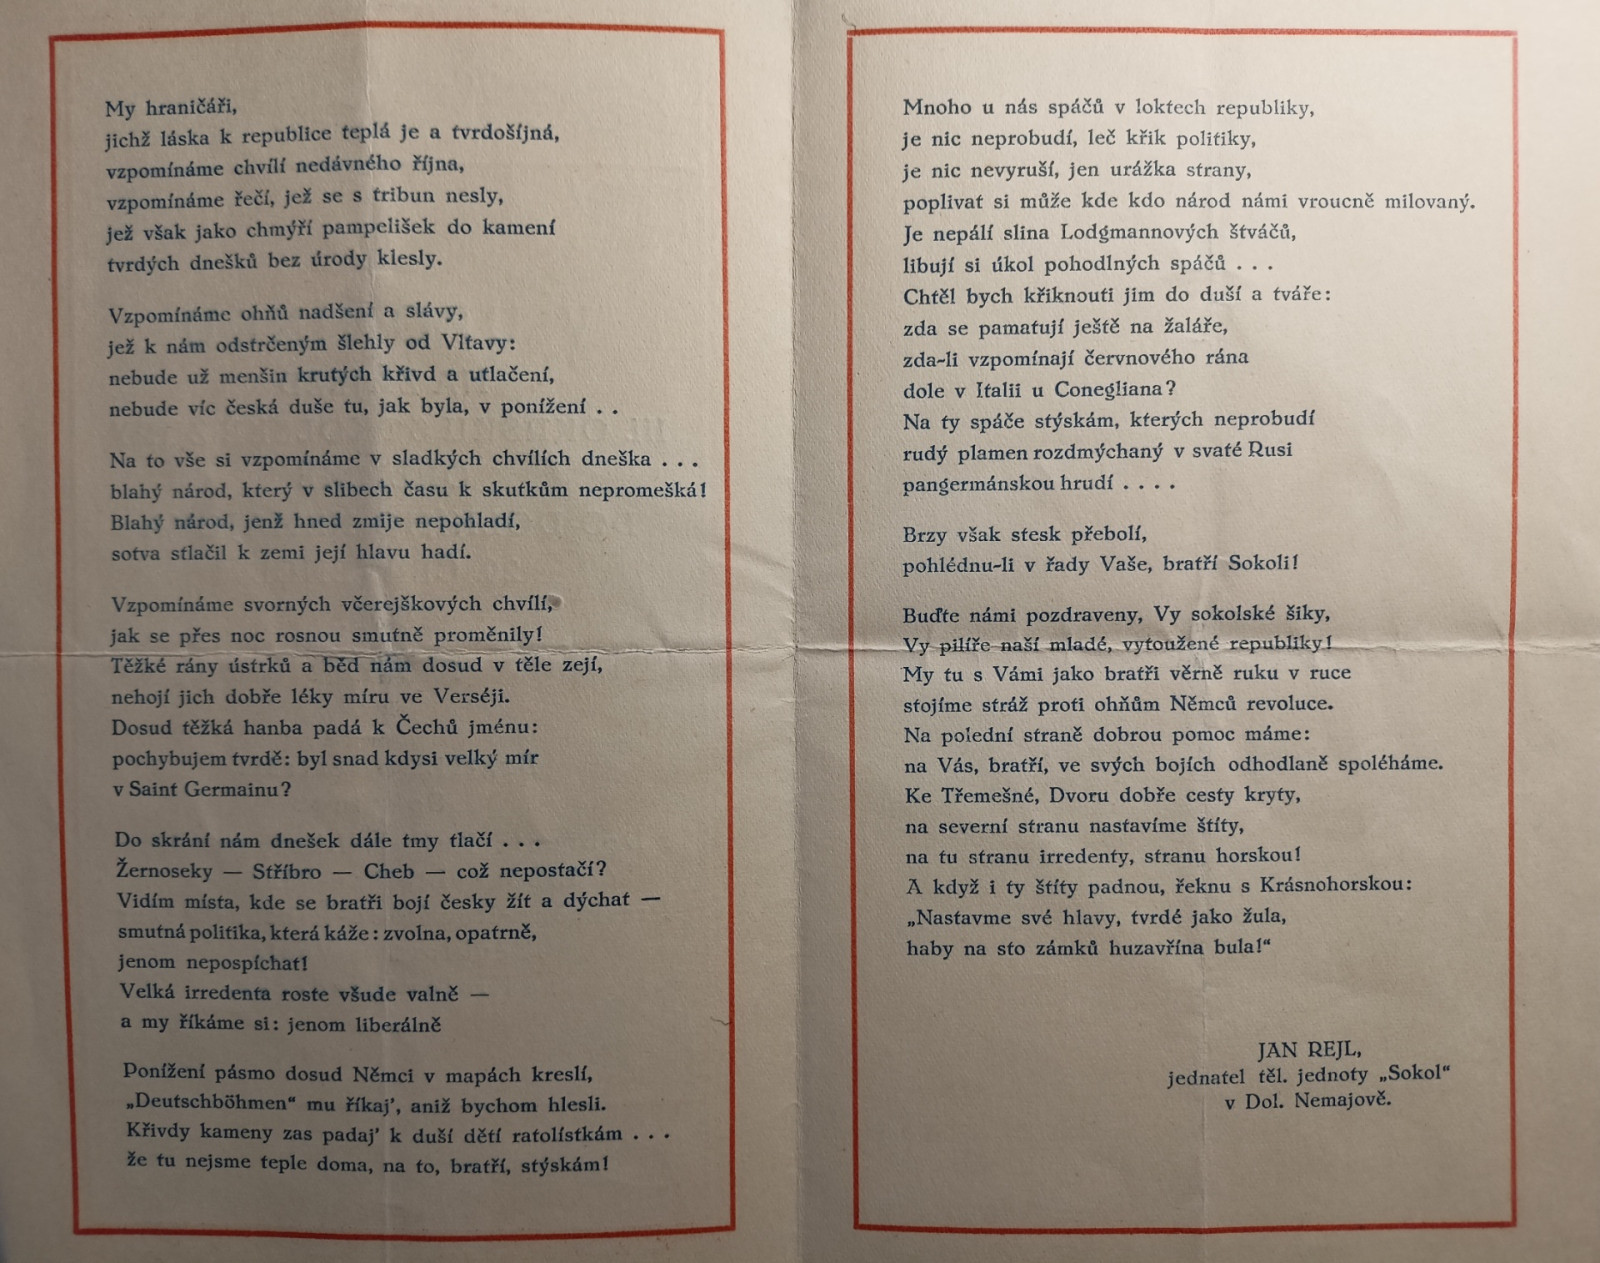 My hraničáři,
jichž láska k republice teplá je a tvrdošíjná,
vzpomínáme chvílí nedávného října,
vzpomínáme řečí, jež se s tribun nesly,
jež však jako chmýří pampelišek do kamení
tvrdých dnešků bez úrody klesly.

Vzpomínáme ohňů nadšení a slávy,
jež k nám odstrčeným šlehly od Vltavy:
nebude už menšin krutých křivd a utlačení,
nebude víc česká duše tu, jak byla, v ponížení . .

Na to vše si vzpomínáme v sladkých chvílích dneška . . .
blahý národ, který v slibech času k skutkům nepromešká!
Blahý národ, jenž hned zmije nepohladí,
sotva stlačil k zemi její hlavu hadí.

Vzpomínáme svorných včerejškových chvílí,
jak se přes noc rosnou smutně proměnily!
Těžké rány ústrků a běd nám dosud v těle zejí,
nehojí jich dobře léky míru ve Verséji.
Dosud těžká hanba padá k Čechů jménu:
pochybujem tvrdě: byl snad kdysi velký mír
v Saint Germainu?

Do skrání nám dnešek dále tmy tlačí . . .
Žernoseky — Stříbro — Cheb — což nepostačí?
Vidím místa, kde se bratři bojí česky žít a dýchat —
smutná politika, která káže: zvolna, opatrně,
jenom nepospíchat!
Velká irredenta roste všude valně —
a my říkáme si: jenom liberálně

Ponížení pásmo dosud Němci v mapách kreslí,
„Deutschböhmen“ mu říkaj’, aniž bychom hlesli.
Křivdy kameny zas padaj’ k duší dětí ratolístkám . . .
že tu nejsme teple doma, na to, bratří, stýskám!

Mnoho u nás spáčů v loktech republiky,
je nic neprobudí, leč křik politiky,
je nic nevyruší, jen urážka strany,
poplivat si může kde kdo národ námi vroucně milovaný.
Je nepálí slina Lodgmannových štváčů,
libují si úkol pohodlných spáčů . . .
Chtěl bych křiknouti jim do duší a tváře:
zda se pamatují ještě na žaláře,
zda-li vzpomínají červnového rána
dole v Italii u Conegliana?
Na ty spáče stýskám, kterých neprobudí
rudý plamen rozdmýchaný v svaté Rusi
pangermánskou hrudí . . . .

Brzy však stesk přebolí,
pohlédnu-li v řady Vaše, bratří Sokoli!

Buďte námi pozdraveny, Vy sokolské šiky,
Vy pilíře naší mladé, vytoužené republiky!
My tu s Vámi jako bratři věrně ruku v ruce
stojíme stráž proti ohňům Němců revoluce.
Na polední straně dobrou pomoc máme:
na Vás, bratří, ve svých bojích odhodlaně spoléháme.
Ke Třemešné, Dvoru dobře cesty kryty,
na severní stranu nastavíme štíty,
na tu stranu irredenty, stranu horskou!
A když i ty štíty padnou, řeknu s Krásnohorskou:
„Nastavme své hlavy, tvrdé jako žula,
haby na sto zámků huzavřína bula!“

JAN REJL,
jednatel těl. jednoty „Sokol“
v Dol. Nemajově.